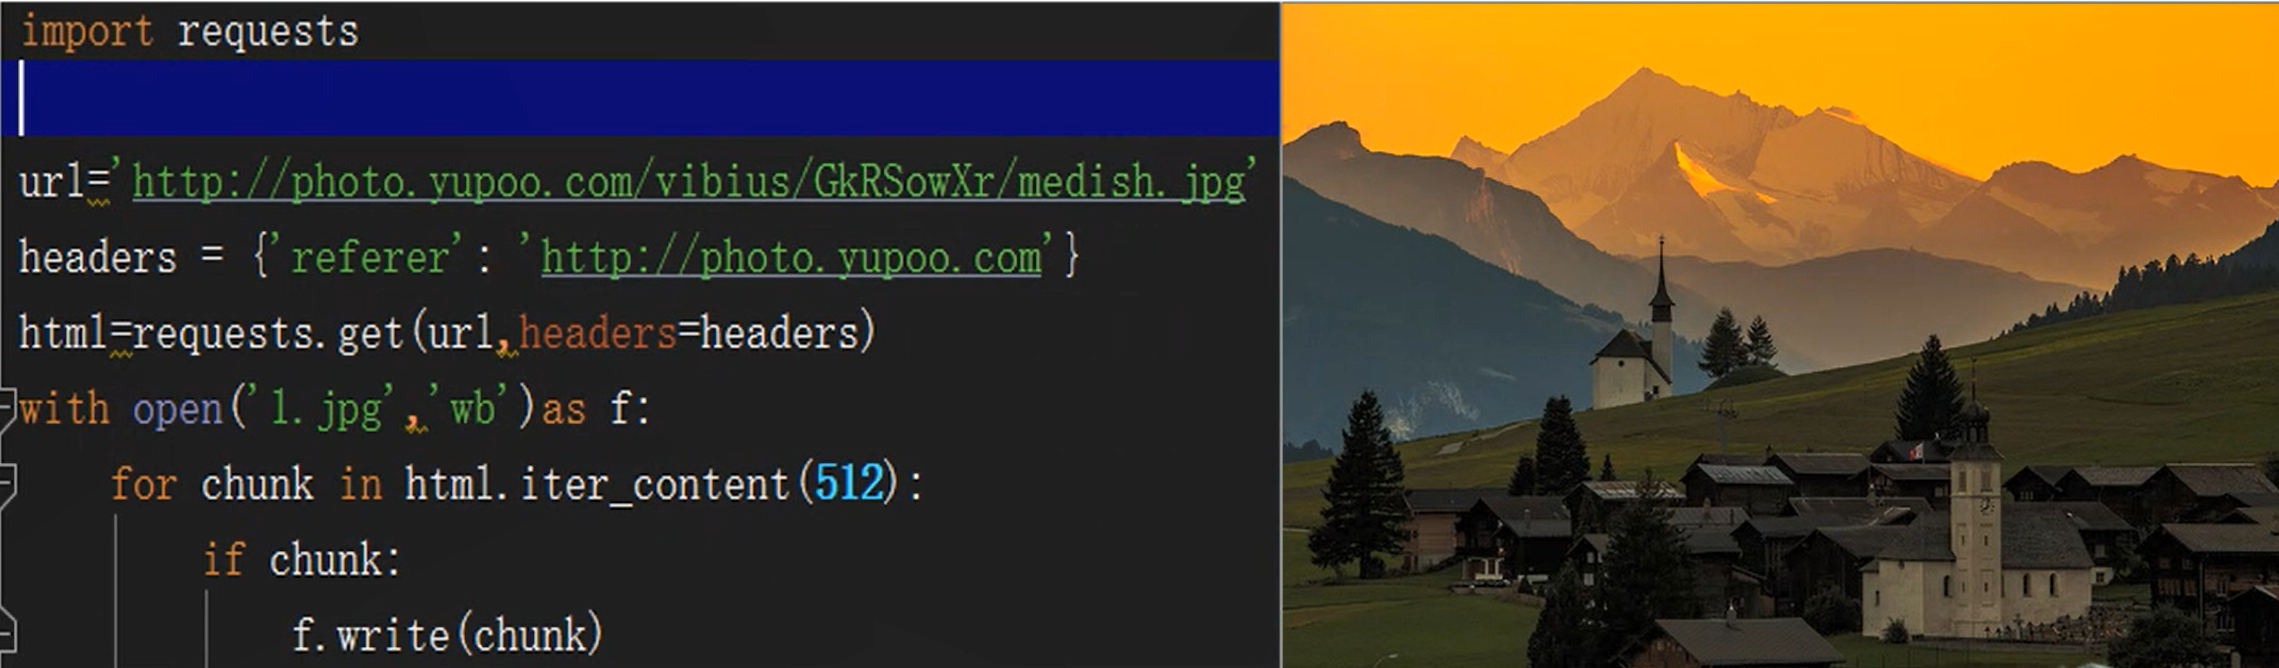 import requests
url='http://photo.yupoo.com/vibius/GkRSowXr/medish.jpg'
headers = {'referer': 'http://photo.yupoo.com'}
html=requests.get(url,headers=headers)
with open('1.jpg','wb')as f:
    for chunk in html.iter_content(512):
        if chunk:
            f.write(chunk)